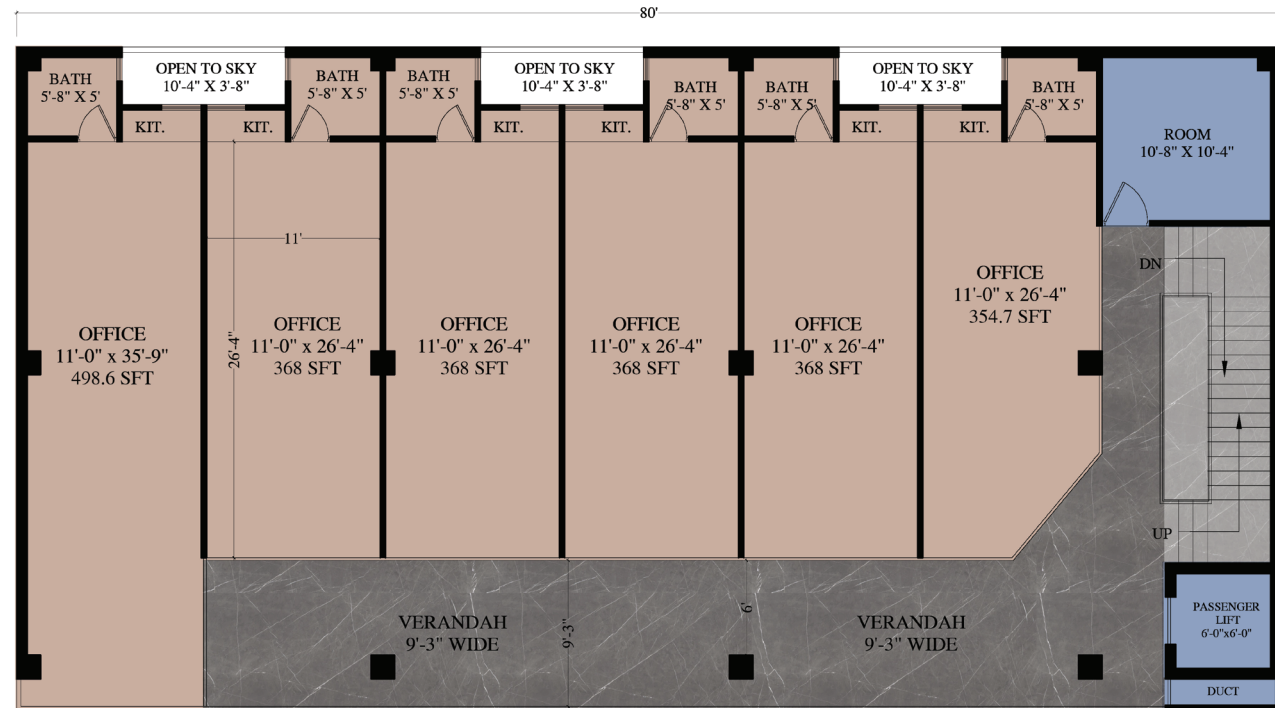 80'
BATH
5'-8" X 5'
OPEN TO SKY
10'-4" X 3'-8"
BATH
5'-8" X 5'
BATH
5'-8" X 5'
OPEN TO SKY
10'-4" X 3'-8"
BATH
5'-8" X 5'
BATH
5'-8" X 5'
OPEN TO SKY
10'-4" X 3'-8"
BATH
5'-8" X 5'
KIT.
KIT.
KIT.
KIT.
KIT.
KIT.
ROOM
10'-8" X 10'-4"
11'
26'-4"
DN
OFFICE
11'-0" x 35'-9"
498.6 SFT
OFFICE
11'-0" x 26'-4"
368 SFT
OFFICE
11'-0" x 26'-4"
368 SFT
OFFICE
11'-0" x 26'-4"
368 SFT
OFFICE
11'-0" x 26'-4"
368 SFT
OFFICE
11'-0" x 26'-4"
354.7 SFT
UP
VERANDAH
9'-3" WIDE
9'-3"
6'
VERANDAH
9'-3" WIDE
PASSENGER
LIFT
6'-0"x6'-0"
DUCT